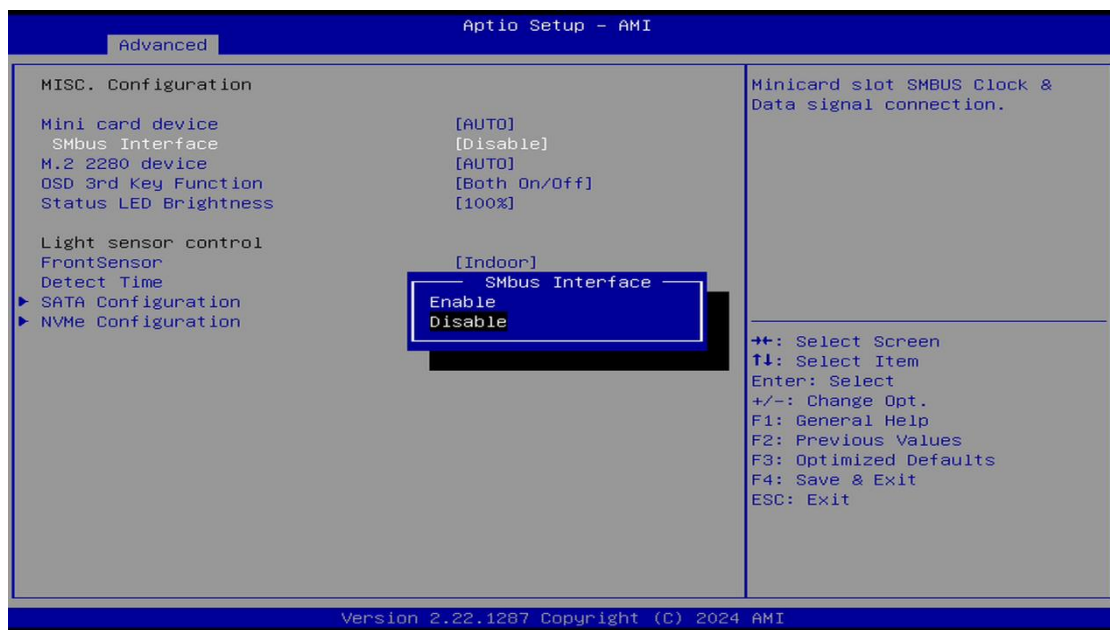 Aptio Setup – AMI
Advanced
MISC. Configuration
Mini card device [AUTO]
SMbus Interface [Disable]
M.2 2280 device [AUTO]
OSD 3rd Key Function [Both On/Off]
Status LED Brightness [100%]
Light sensor control
FrontSensor [Indoor]
Detect Time
SATA Configuration
NVMe Configuration
SMbus Interface
Enable
Disable
Minicard slot SMBUS Clock &
Data signal connection.
→←: Select Screen
↑↓: Select Item
Enter: Select
+/-: Change Opt.
F1: General Help
F2: Previous Values
F3: Optimized Defaults
F4: Save & Exit
ESC: Exit
Version 2.22.1287 Copyright (C) 2024 AMI